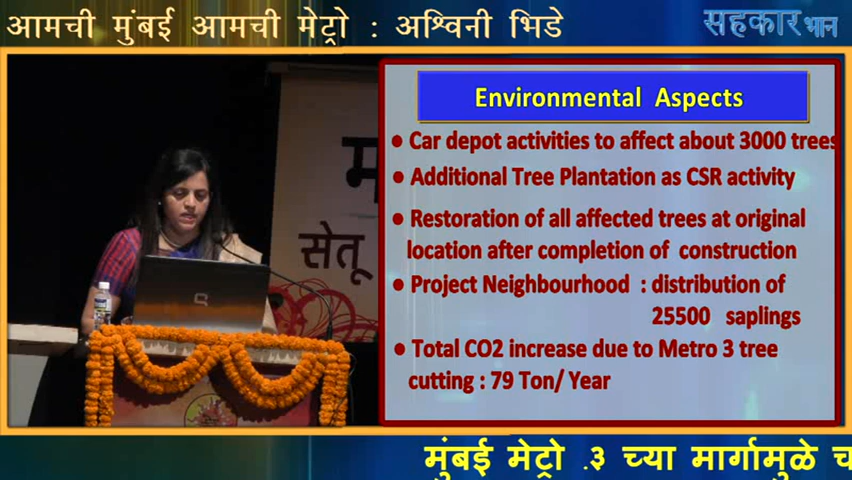 आमची मुंबई आमची मेट्रो : अश्विनी भिडे
सहकार भान
Environmental Aspects
• Car depot activities to affect about 3000 trees
• Additional Tree Plantation as CSR activity
• Restoration of all affected trees at original
location after completion of construction
• Project Neighbourhood : distribution of
25500 saplings
• Total CO2 increase due to Metro 3 tree
cutting : 79 Ton/ Year
सेतू
मुंबई मेट्रो .३ च्या मार्गामुळे च